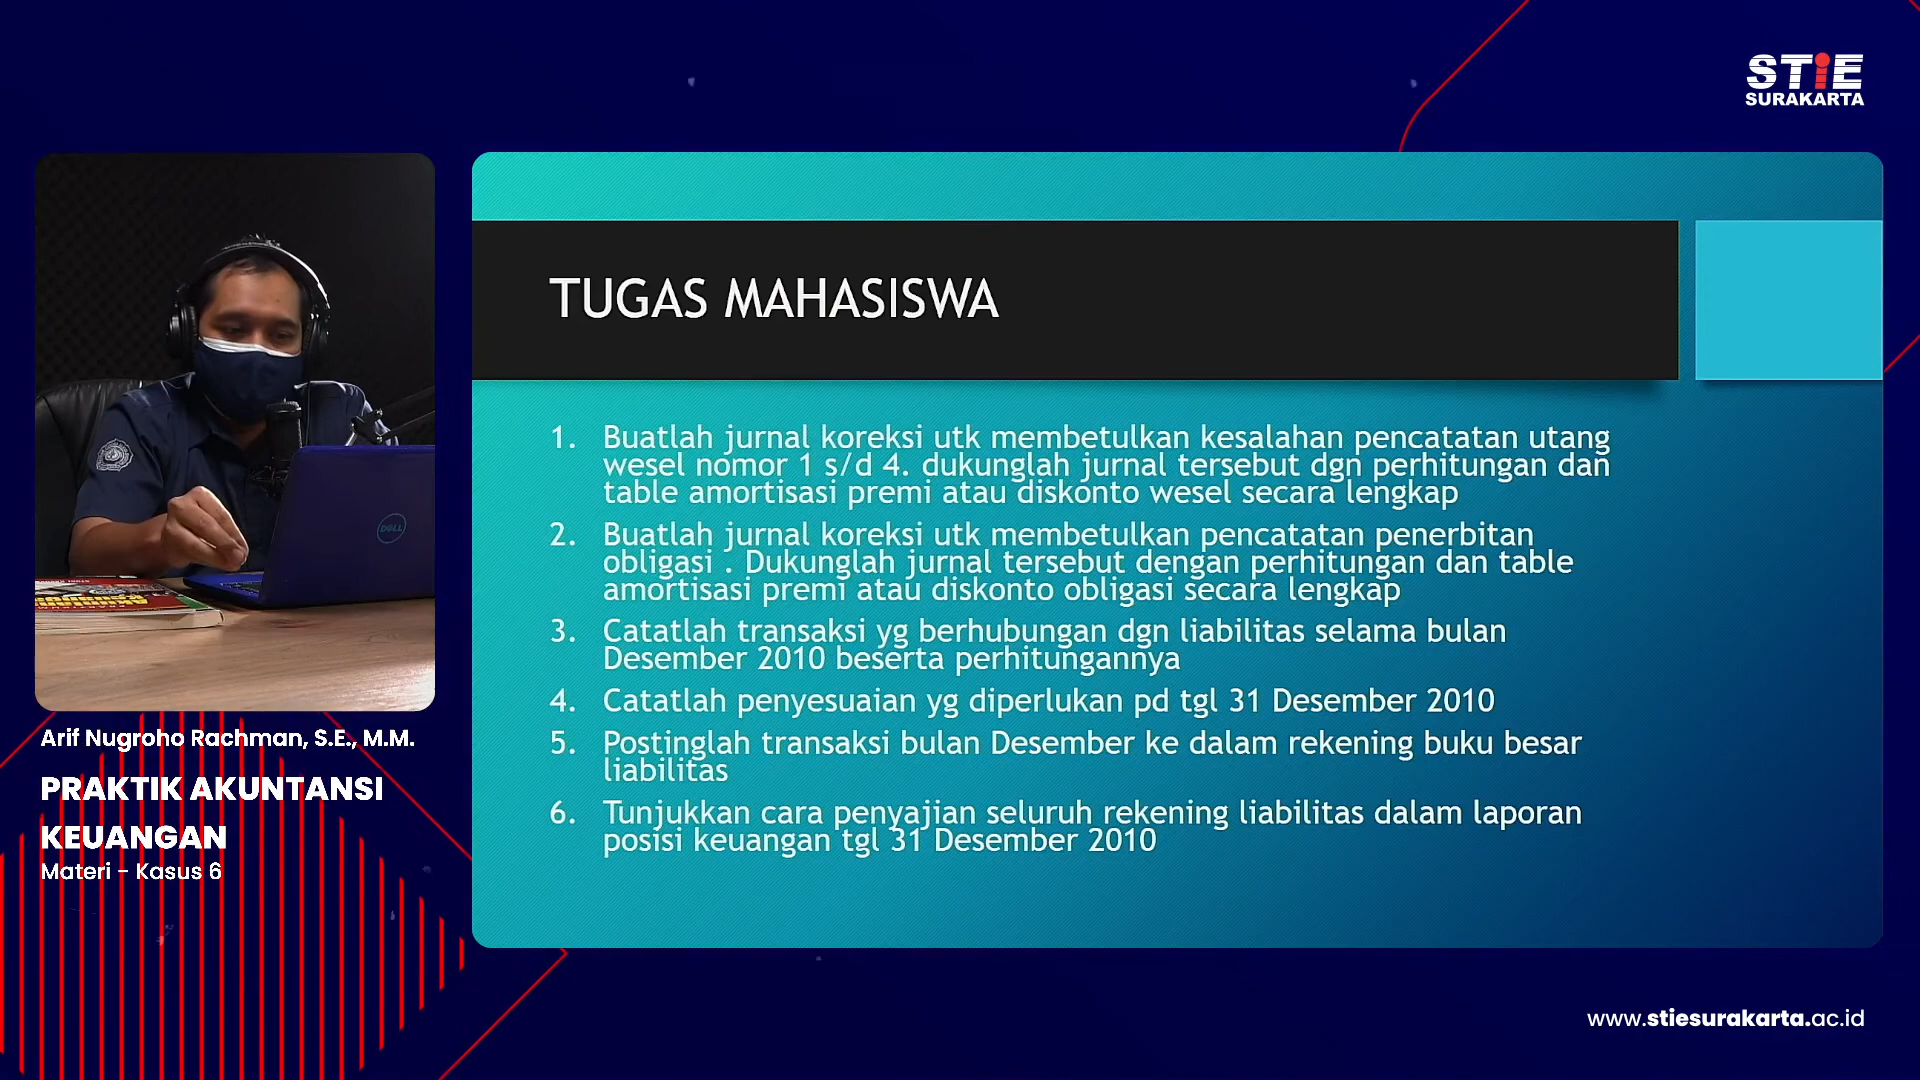 STiE
SURAKARTA
TUGAS MAHASISWA
1. Buatlah jurnal koreksi utk membetulkan kesalahan pencatatan utang
wesel nomor 1 s/d 4. dukunglah jurnal tersebut dgn perhitungan dan
table amortisasi premi atau diskonto wesel secara lengkap
2. Buatlah jurnal koreksi utk membetulkan pencatatan penerbitan
obligasi . Dukunglah jurnal tersebut dengan perhitungan dan table
amortisasi premi atau diskonto obligasi secara lengkap
3. Catatlah transaksi yg berhubungan dgn liabilitas selama bulan
Desember 2010 beserta perhitungannya
4. Catatlah penyesuaian yg diperlukan pd tgl 31 Desember 2010
5. Postinglah transaksi bulan Desember ke dalam rekening buku besar
liabilitas
6. Tunjukkan cara penyajian seluruh rekening liabilitas dalam laporan
posisi keuangan tgl 31 Desember 2010
DELL
Arif Nugroho Rachman, S.E., M.M.
PRAKTIK AKUNTANSI
KEUANGAN
Materi - Kasus 6
www.stiesurakarta.ac.id